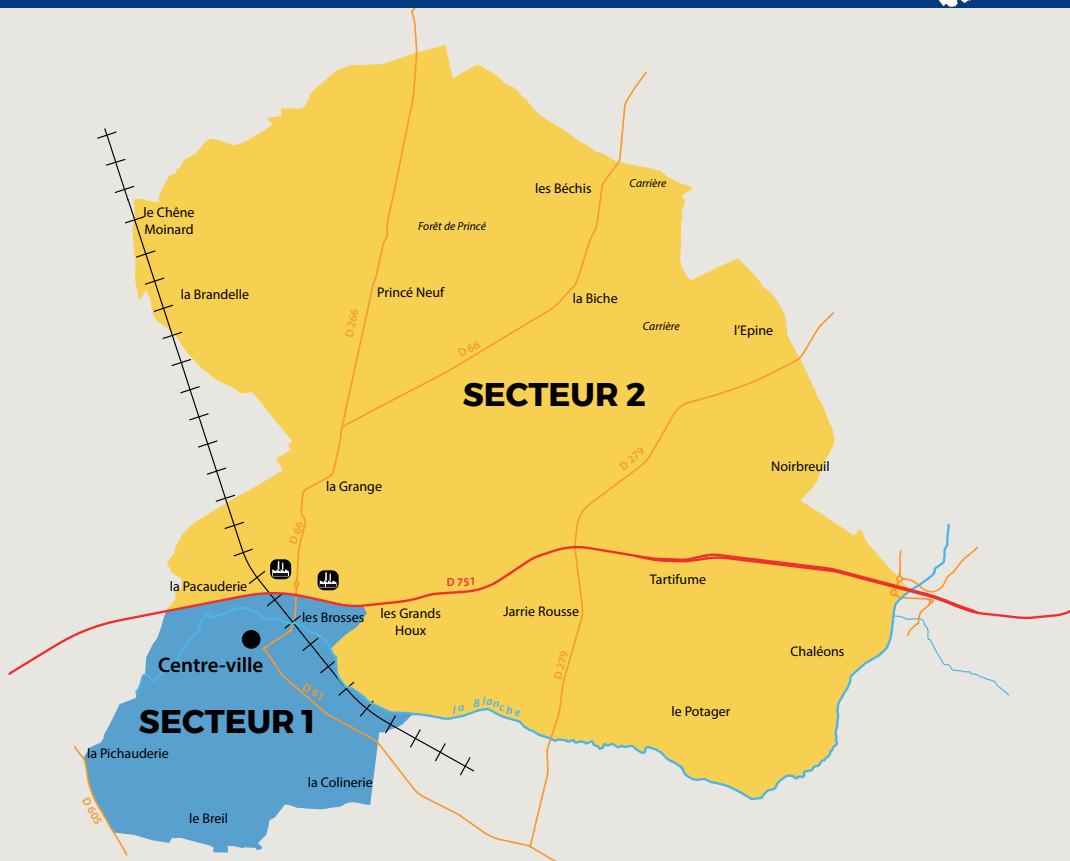 les Béchis
Carrière
le Chêne
Moinard
Forêt de Princé
la Brandelle
Princé Neuf
la Biche
D 266
Carrière
l'Epine
D 66
SECTEUR 2
D 279
Noirbreuil
la Grange
D 66
la Pacauderie
D 751
Tartifume
les Brosses
les Grands
Houx
Jarrie Rousse
Centre-ville
Chaléons
D 279
D 61
la Blanche
le Potager
SECTEUR 1
la Pichauderie
la Colinerie
D 605
le Breil